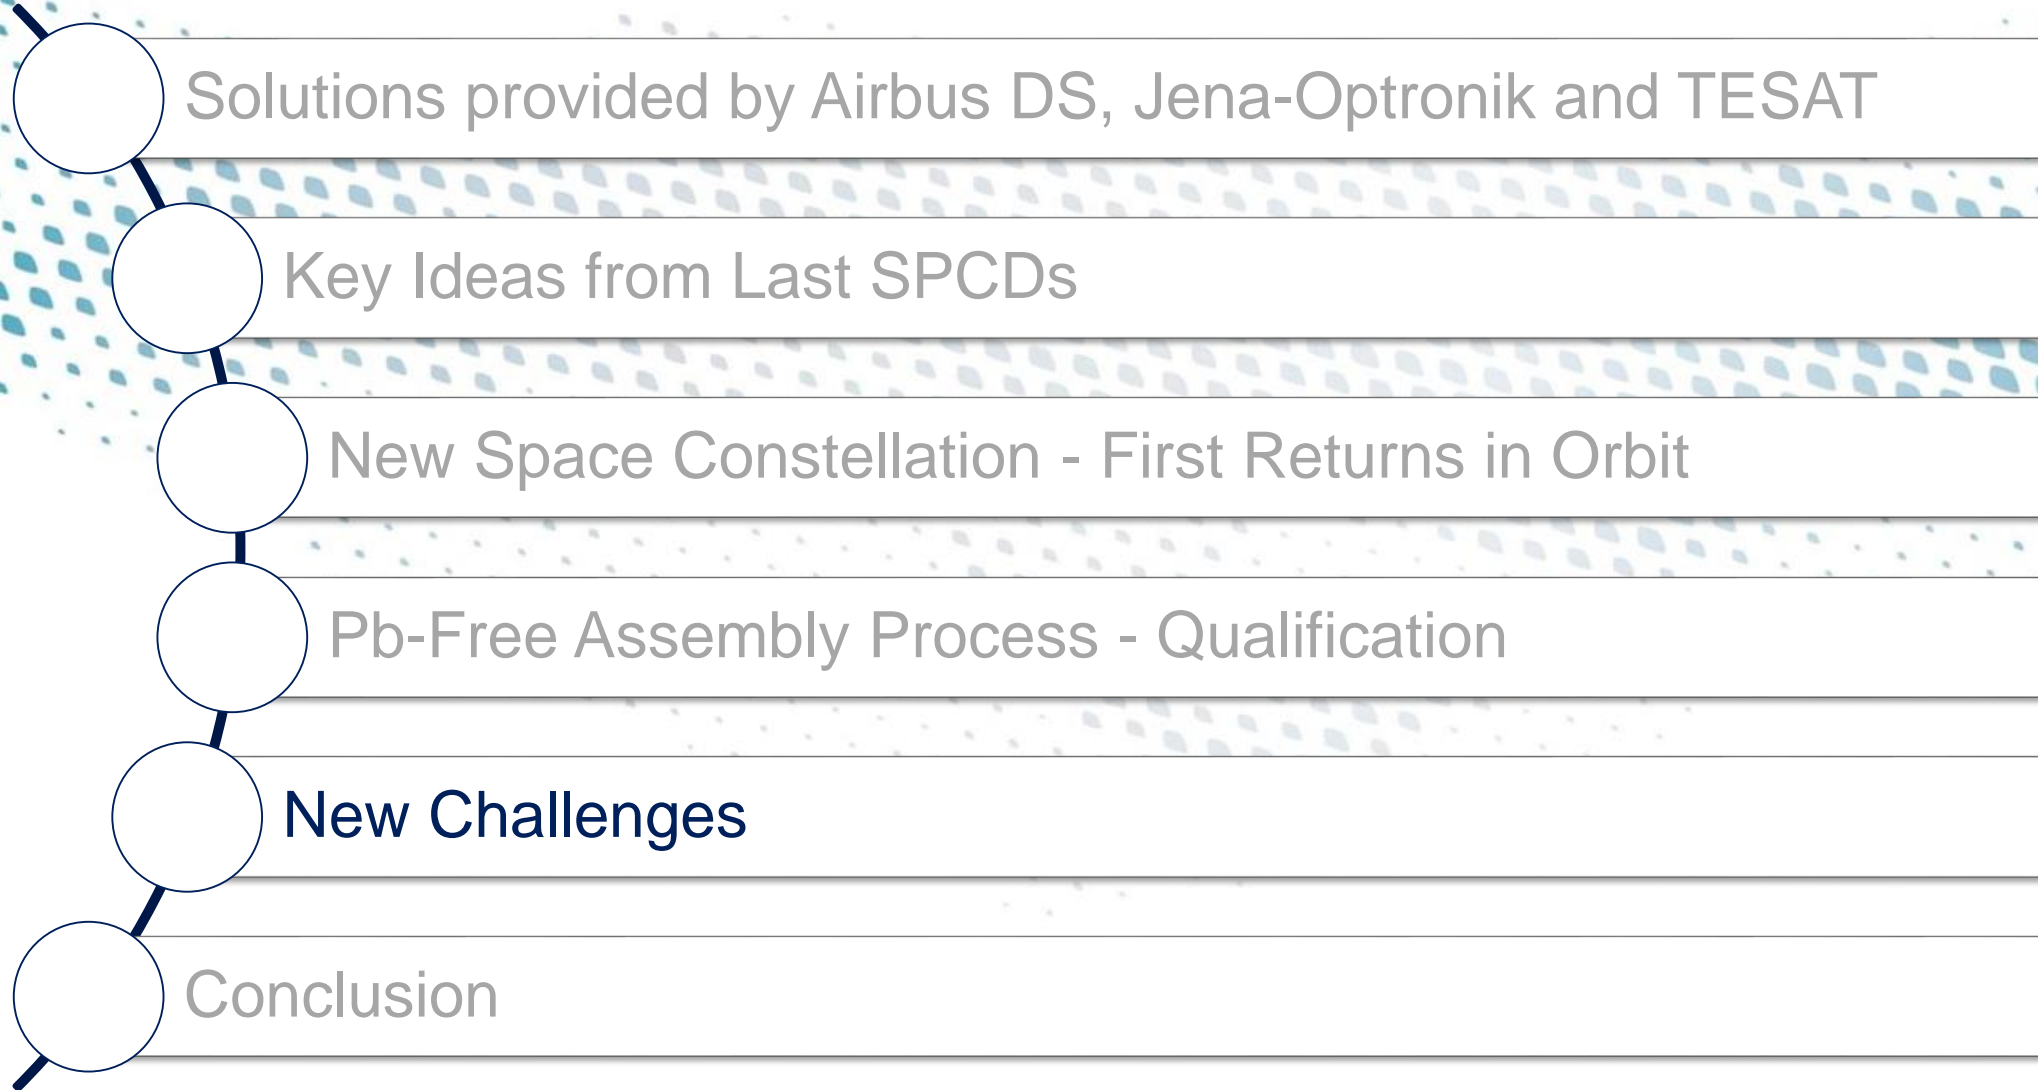 Solutions provided by Airbus DS, Jena-Optronik and TESAT
Key Ideas from Last SPCDs
New Space Constellation - First Returns in Orbit
Pb-Free Assembly Process - Qualification
New Challenges
Conclusion